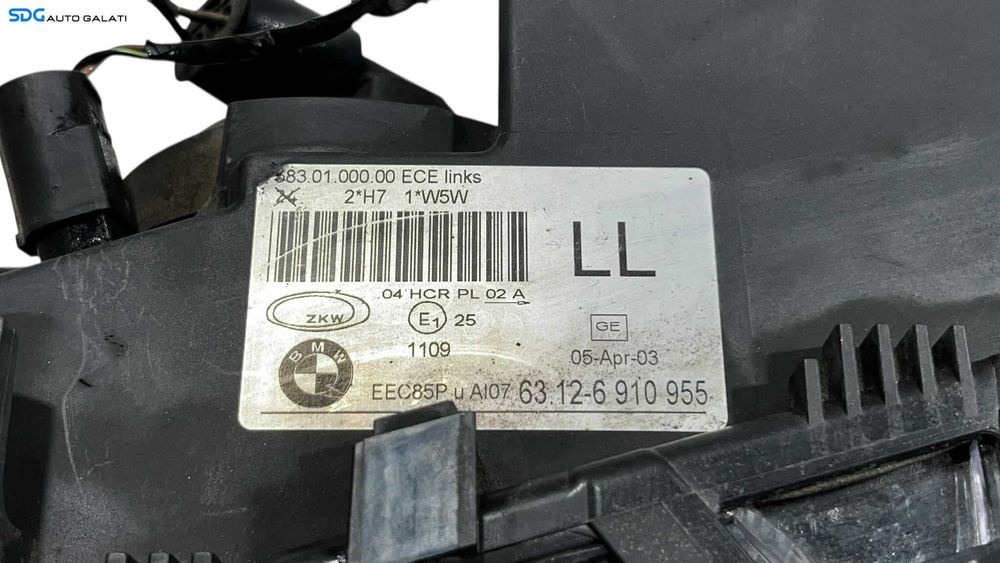 SDG AUTO GALATI
383.01.000.00 ECE links
2*H7 1*W5W
LL
.04 HCR PL 02 A
ZKW
E1 25
GE
1109
05-Apr-03
BMW
EEC85P u AI07 63.12-6 910 955